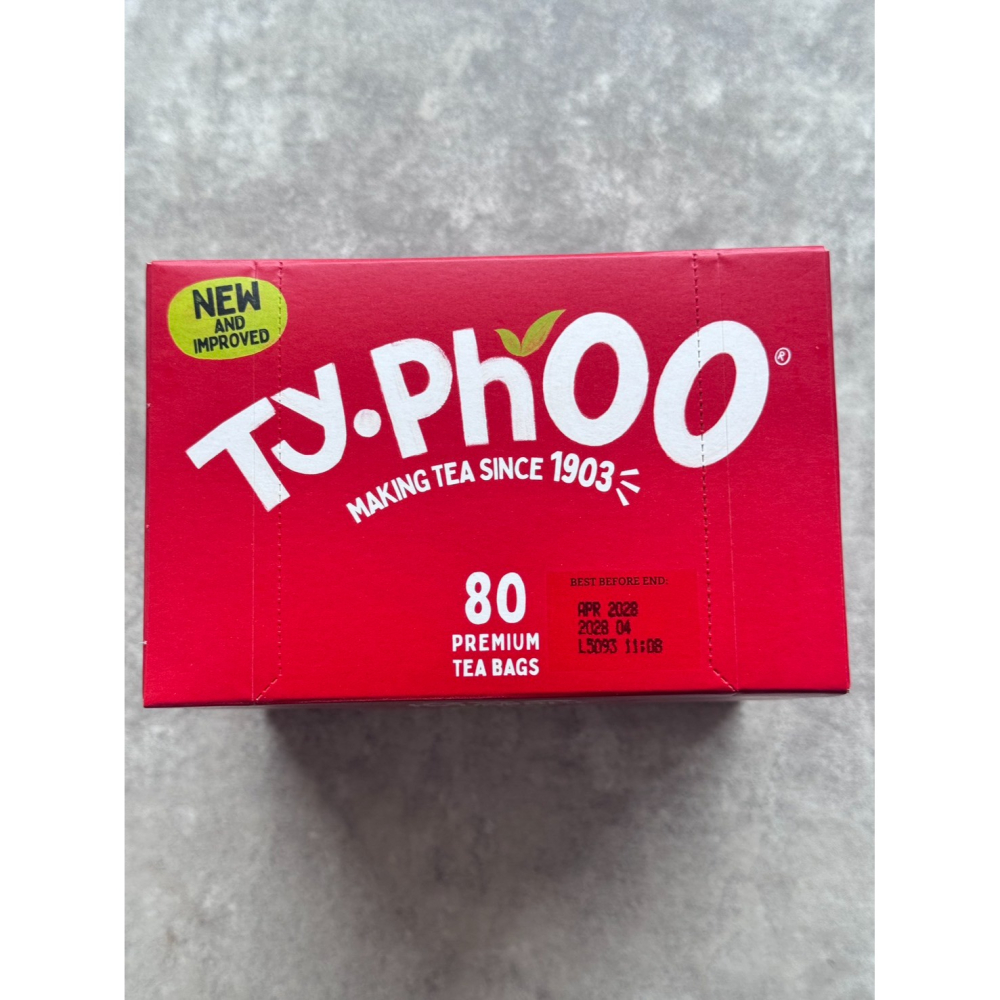 NEW
AND
IMPROVED
TY.PhOO®
MAKING TEA SINCE 1903
80
PREMIUM
TEA BAGS
BEST BEFORE END:
APR 2028
2028 04
L5093 11:08